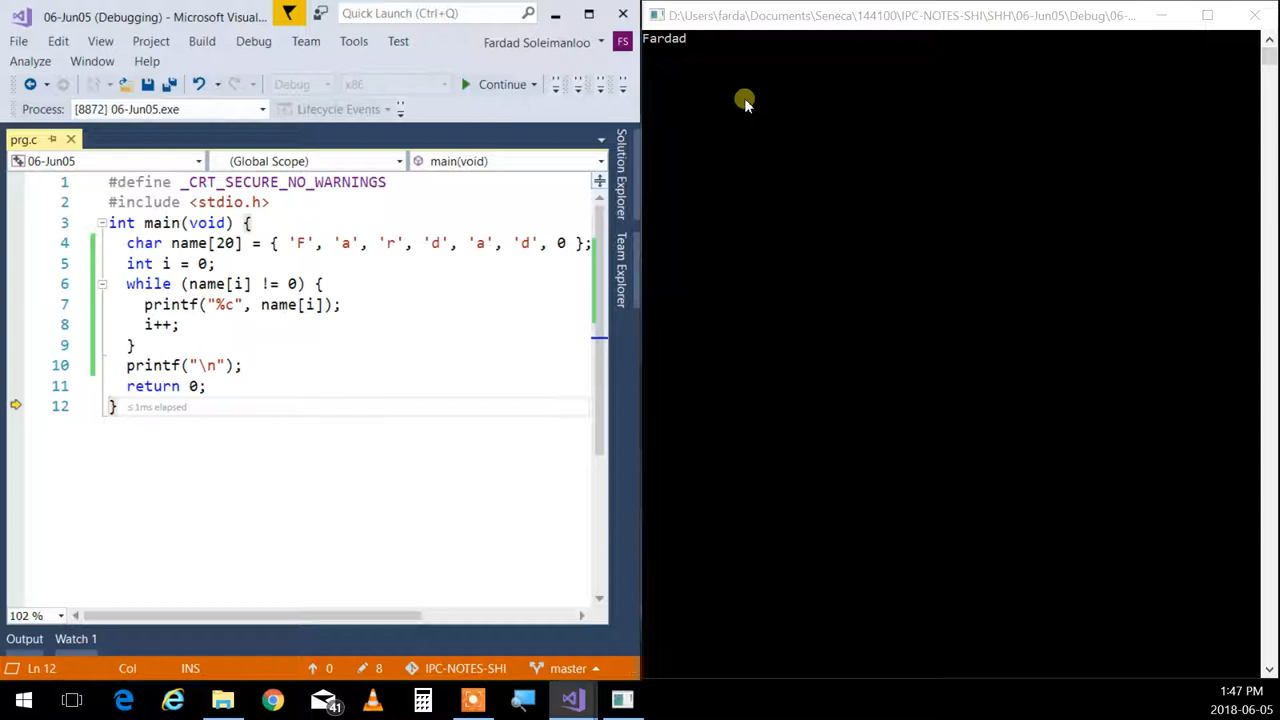 06-Jun05 (Debugging) - Microsoft Visual...
Quick Launch (Ctrl+Q)
File Edit View Project Build Debug Team Tools Test
Fardad Soleimanloo
FS
Analyze Window Help
Debug
x86
Continue
Process: [8872] 06-Jun05.exe
Lifecycle Events
prg.c
06-Jun05
(Global Scope)
main(void)
1 #define _CRT_SECURE_NO_WARNINGS
2 #include <stdio.h>
3 int main(void) {
4 char name[20] = { 'F', 'a', 'r', 'd', 'a', 'd', 0 };
5 int i = 0;
6 while (name[i] != 0) {
7 printf("%c", name[i]);
8 i++;
9 }
10 printf("\n");
11 return 0;
12 } ≤ 1ms elapsed
Solution Explorer
Team Explorer
102 %
Output Watch 1
Ln 12 Col INS 0 8 IPC-NOTES-SHI master
D:\Users\farda\Documents\Seneca\144100\IPC-NOTES-SHI\SHH\06-Jun05\Debug\06-...
Fardad
41
1:47 PM
2018-06-05